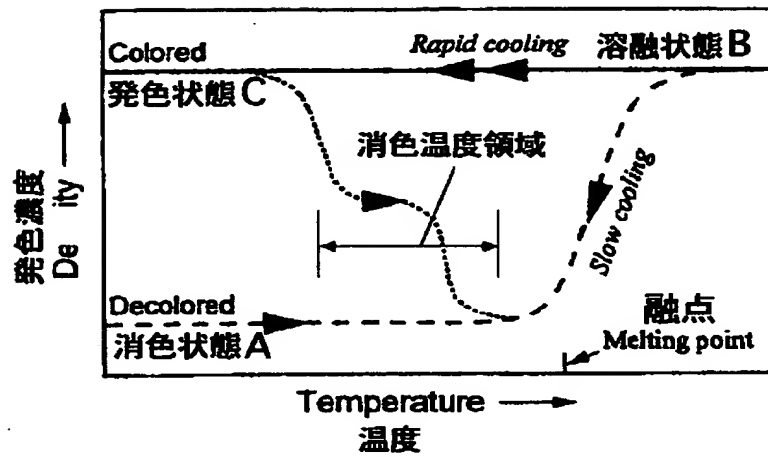 Colored
Rapid cooling
溶融状態B
発色状態C
消色温度領域
Slow cooling
発色濃度
De ity
Decolored
消色状態A
融点
Melting point
Temperature
温度